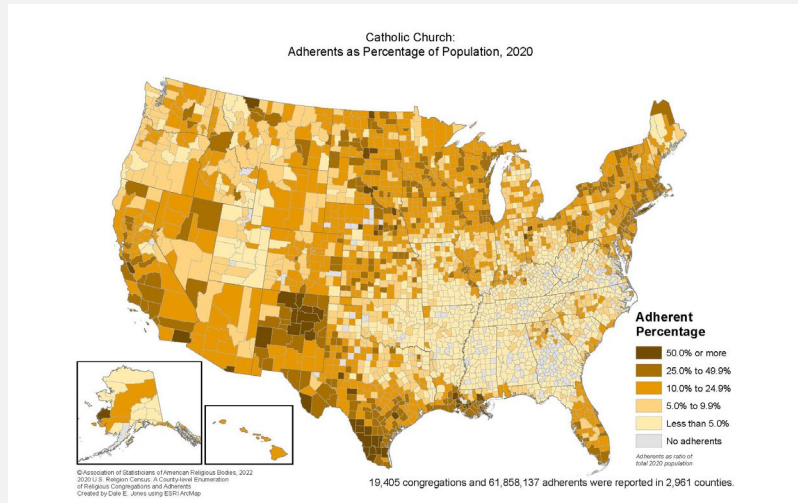 Catholic Church:
Adherents as Percentage of Population, 2020
Adherent
Percentage
50.0% or more
25.0% to 49.9%
10.0% to 24.9%
5.0% to 9.9%
Less than 5.0%
No adherents
Adherents as ratio of
total 2020 population
© Association of Statisticians of American Religious Bodies, 2022
2020 U.S. Religion Census: A County-level Enumeration
of Religious Congregations and Adherents
Created by Dale E. Jones using ESRI ArcMap
19,405 congregations and 61,858,137 adherents were reported in 2,961 counties.